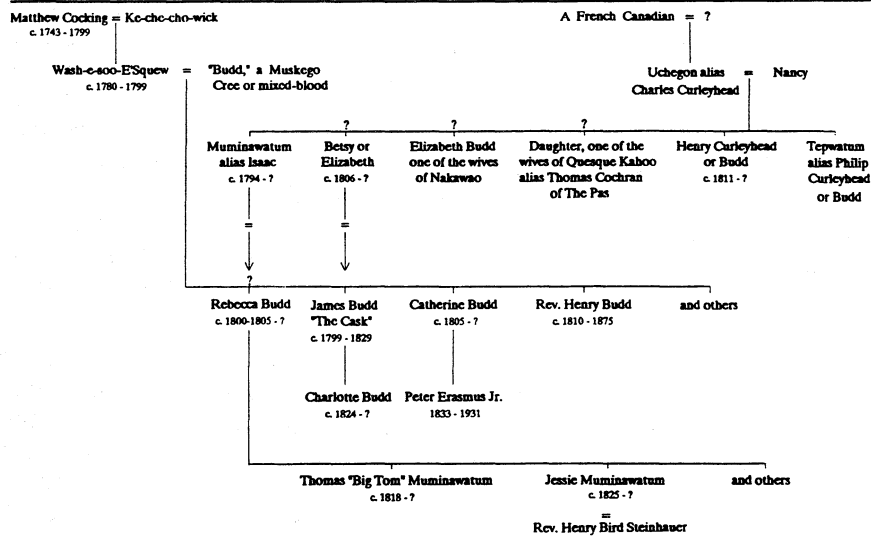 Matthew Cocking = Ke-che-cho-wick
c. 1743 - 1799
A French Canadian = ?
Wash-e-soo-E'Squew = "Budd," a Muskego
c. 1780 - 1799
Cree or mixed-blood
Uchegon alias = Nancy
Charles Curleyhead
? ? ?
Muminawatum
alias Isaac
c. 1794 - ?
Betsy or
Elizabeth
c. 1806 - ?
Elizabeth Budd
one of the wives
of Nakawao
Daughter, one of the
wives of Quesque Kahoo
alias Thomas Cochran
of The Pas
Henry Curleyhead
or Budd
c. 1811 - ?
Tepwatum
alias Philip
Curleyhead
or Budd
= =
?
Rebecca Budd
c. 1800-1805 - ?
James Budd
"The Cask"
c. 1799 - 1829
Catherine Budd
c. 1805 - ?
Rev. Henry Budd
c. 1810 - 1875
and others
Charlotte Budd
c. 1824 - ?
Peter Erasmus Jr.
1833 - 1931
Thomas "Big Tom" Muminawatum
c. 1818 - ?
Jessie Muminawatum
c. 1825 - ?
=
Rev. Henry Bird Steinhauer
and others